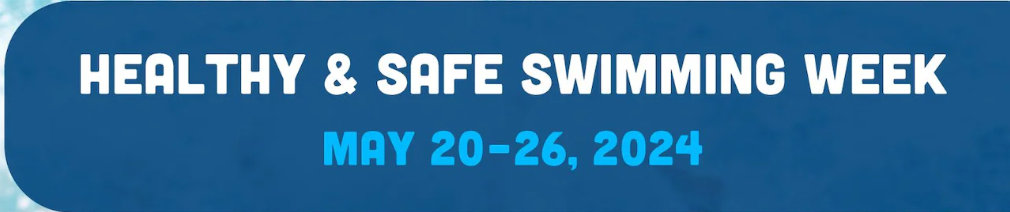 HEALTHY & SAFE SWIMMING WEEK
MAY 20-26, 2024